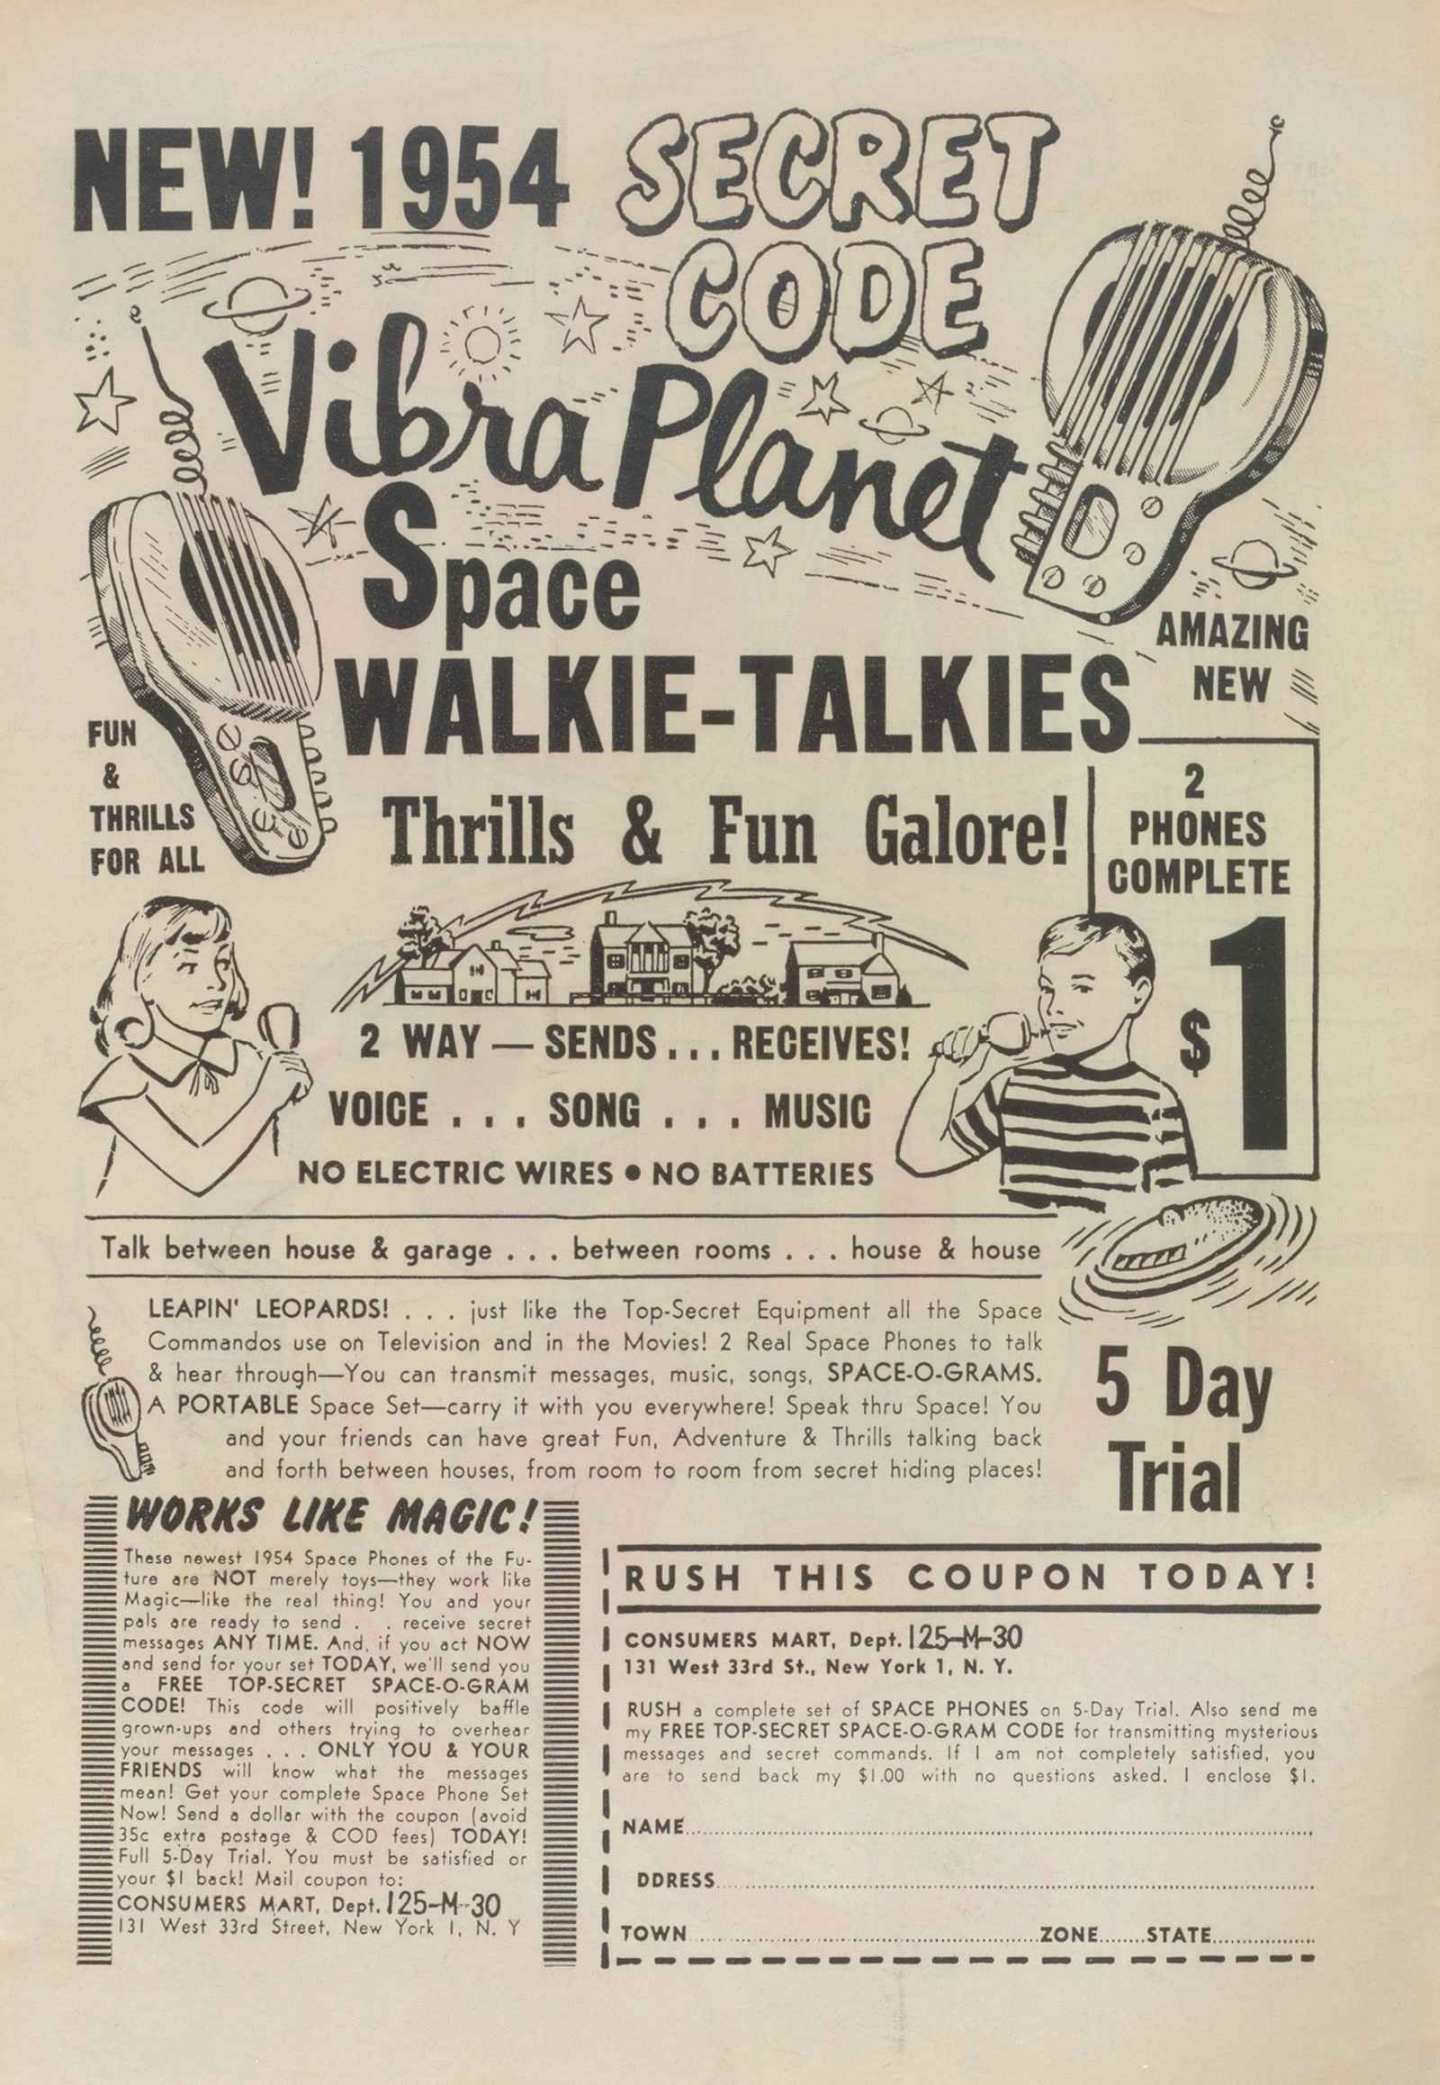 NEW! 1954 SECRET
CODE
Vibra Planet
Space
WALKIE-TALKIES
AMAZING
NEW
FUN
&
THRILLS
FOR ALL
Thrills & Fun Galore!
2
PHONES
COMPLETE
$1
2 WAY — SENDS... RECEIVES!
VOICE . . . SONG . . . MUSIC
NO ELECTRIC WIRES • NO BATTERIES
Talk between house & garage . . . between rooms . . . house & house
LEAPIN' LEOPARDS! . . . just like the Top-Secret Equipment all the Space
Commandos use on Television and in the Movies! 2 Real Space Phones to talk
& hear through—You can transmit messages, music, songs, SPACE-O-GRAMS.
A PORTABLE Space Set—carry it with you everywhere! Speak thru Space! You
and your friends can have great Fun, Adventure & Thrills talking back
and forth between houses, from room to room from secret hiding places!
5 Day
Trial
WORKS LIKE MAGIC!
These newest 1954 Space Phones of the Fu-
ture are NOT merely toys—they work like
Magic—like the real thing! You and your
pals are ready to send . . receive secret
messages ANY TIME. And, if you act NOW
and send for your set TODAY, we'll send you
a FREE TOP-SECRET SPACE-O-GRAM
CODE! This code will positively baffle
grown-ups and others trying to overhear
your messages . . . ONLY YOU & YOUR
FRIENDS will know what the messages
mean! Get your complete Space Phone Set
Now! Send a dollar with the coupon (avoid
35c extra postage & COD fees) TODAY!
Full 5-Day Trial. You must be satisfied or
your $1 back! Mail coupon to:
CONSUMERS MART, Dept. 125-M-30
131 West 33rd Street, New York 1, N. Y
RUSH THIS COUPON TODAY!
CONSUMERS MART, Dept. 125-M-30
131 West 33rd St., New York 1, N. Y.
RUSH a complete set of SPACE PHONES on 5-Day Trial. Also send me
my FREE TOP-SECRET SPACE-O-GRAM CODE for transmitting mysterious
messages and secret commands. If I am not completely satisfied, you
are to send back my $1.00 with no questions asked. I enclose $1.
NAME
DDRESS
TOWN ZONE STATE